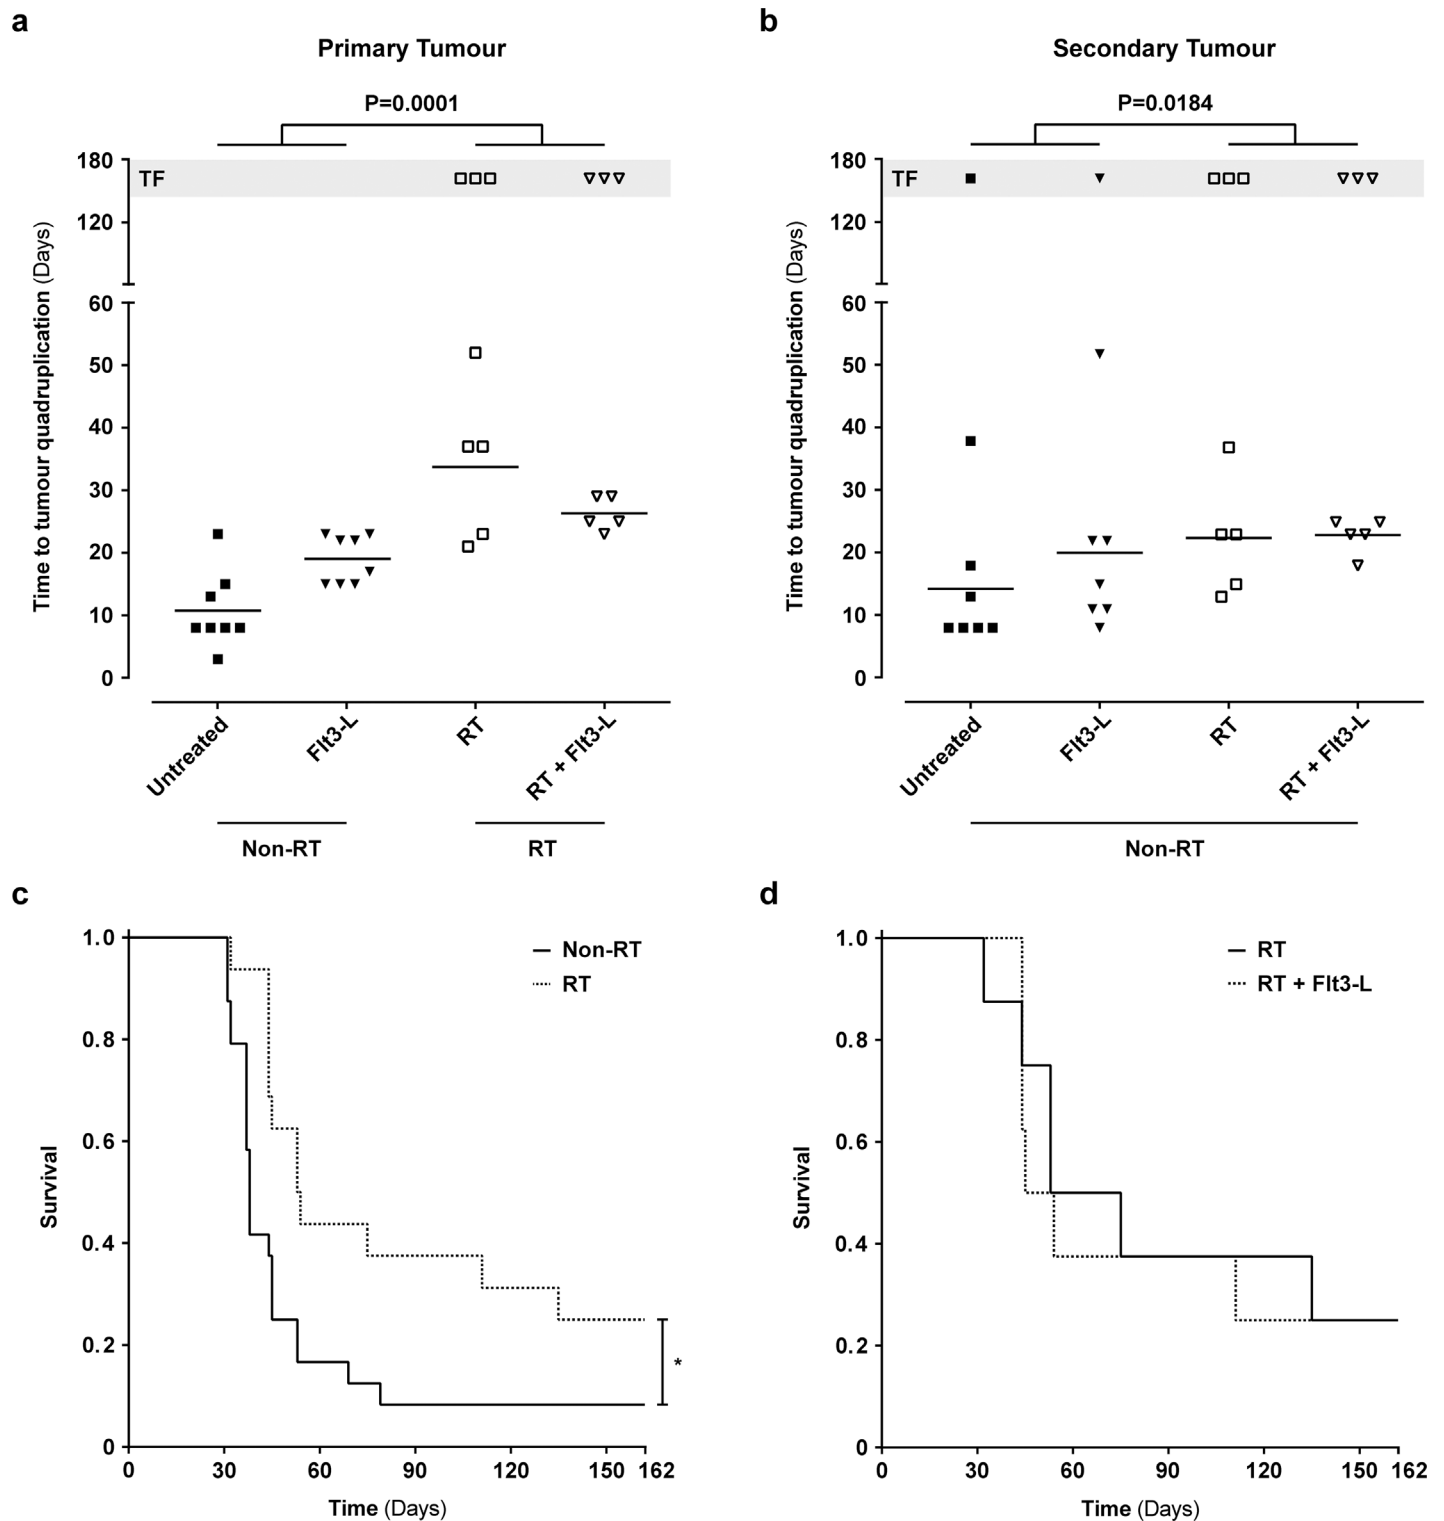 a
Primary Tumour
P=0.0001
180
TF
120
60
50
40
30
20
10
0
Time to tumour quadruplication (Days)
Untreated
Flt3-L
RT
RT + Flt3-L
Non-RT
RT
b
Secondary Tumour
P=0.0184
180
TF
120
60
50
40
30
20
10
0
Time to tumour quadruplication (Days)
Untreated
Flt3-L
RT
RT + Flt3-L
Non-RT
c
1.0
0.8
0.6
0.4
0.2
0
Survival
Non-RT
RT
*
0 30 60 90 120 150 162
Time (Days)
d
1.0
0.8
0.6
0.4
0.2
0
Survival
RT
RT + Flt3-L
0 30 60 90 120 150 162
Time (Days)